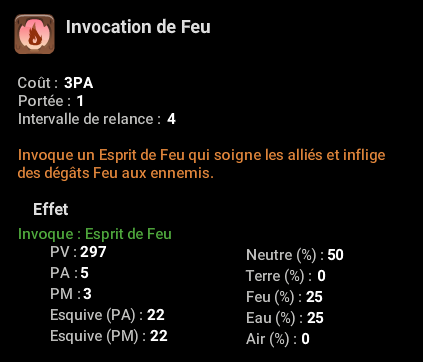 Invocation de Feu
Coût : 3PA
Portée : 1
Intervalle de relance : 4
Invoque un Esprit de Feu qui soigne les alliés et inflige
des dégâts Feu aux ennemis.
Effet
Invoque : Esprit de Feu
PV : 297
PA : 5
PM : 3
Esquive (PA) : 22
Esquive (PM) : 22
Neutre (%) : 50
Terre (%) : 0
Feu (%) : 25
Eau (%) : 25
Air (%) : 0